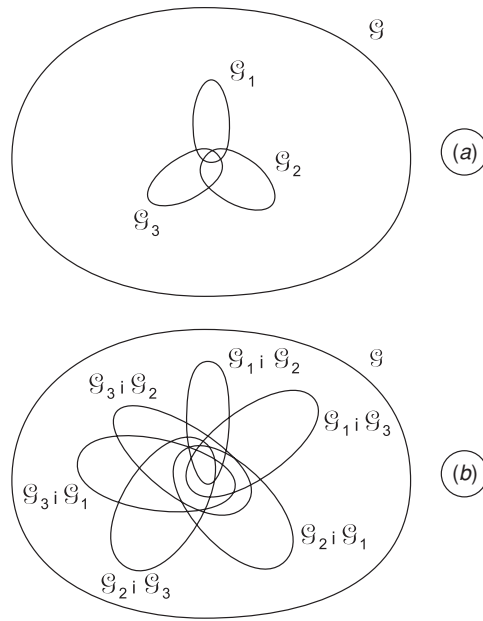 𝒢
𝒢1
(a)
𝒢2
𝒢3
𝒢
𝒢1 i 𝒢2
𝒢3 i 𝒢2
𝒢1 i 𝒢3
(b)
𝒢3 i 𝒢1
𝒢2 i 𝒢1
𝒢2 i 𝒢3